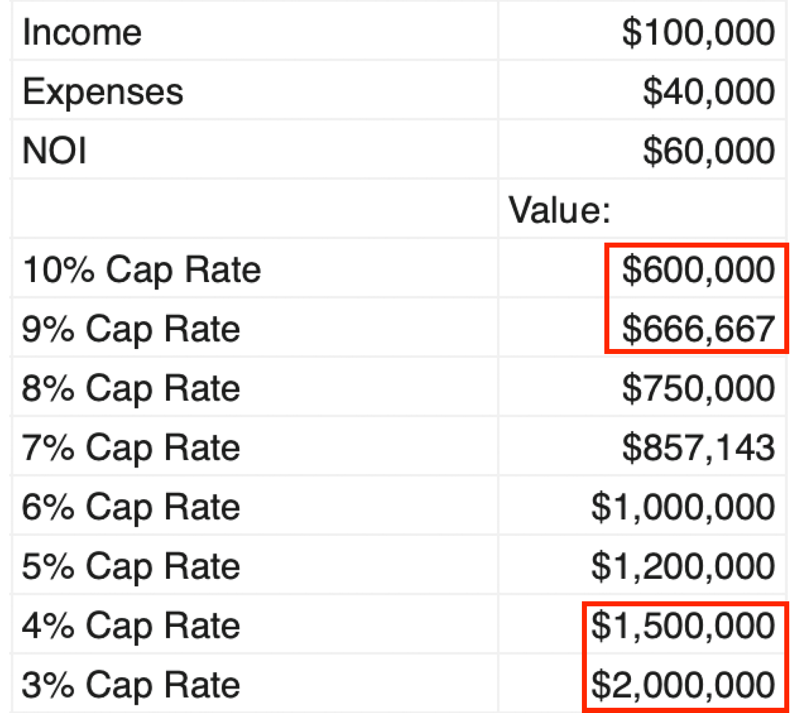 Income $100,000
Expenses $40,000
NOI $60,000
Value:
10% Cap Rate $600,000
9% Cap Rate $666,667
8% Cap Rate $750,000
7% Cap Rate $857,143
6% Cap Rate $1,000,000
5% Cap Rate $1,200,000
4% Cap Rate $1,500,000
3% Cap Rate $2,000,000